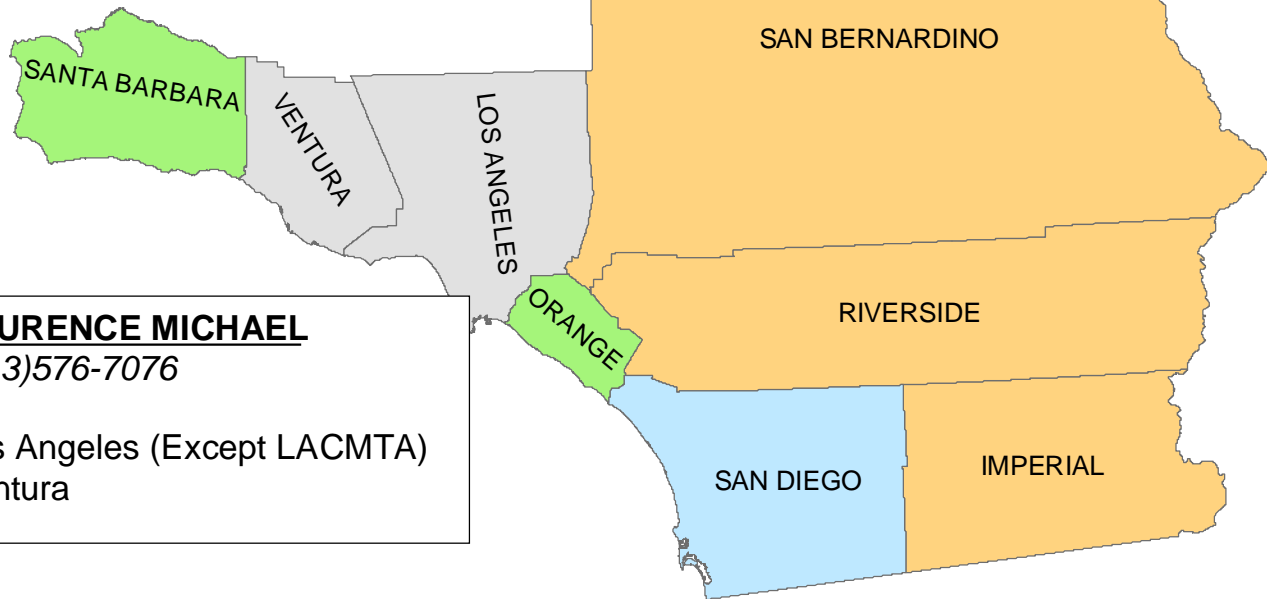 SAN BERNARDINO
SANTA BARBARA
VENTURA
LOS ANGELES
ORANGE
RIVERSIDE
URENCE MICHAEL
3)576-7076
s Angeles (Except LACMTA)
ntura
SAN DIEGO
IMPERIAL